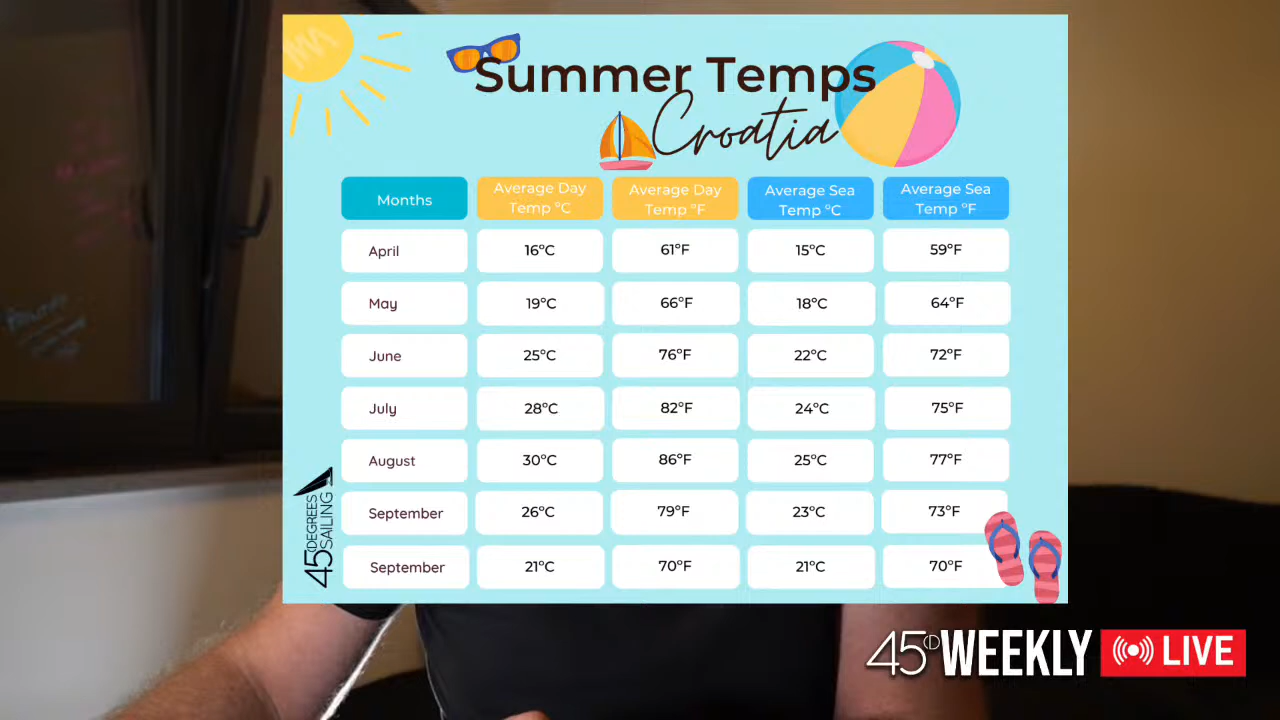 Summer Temps
Croatia
Months Average Day Temp °C Average Day Temp °F Average Sea Temp °C Average Sea Temp °F
April 16°C 61°F 15°C 59°F
May 19°C 66°F 18°C 64°F
June 25°C 76°F 22°C 72°F
July 28°C 82°F 24°C 75°F
August 30°C 86°F 25°C 77°F
September 26°C 79°F 23°C 73°F
September 21°C 70°F 21°C 70°F
45 DEGREES SAILING
45D WEEKLY LIVE